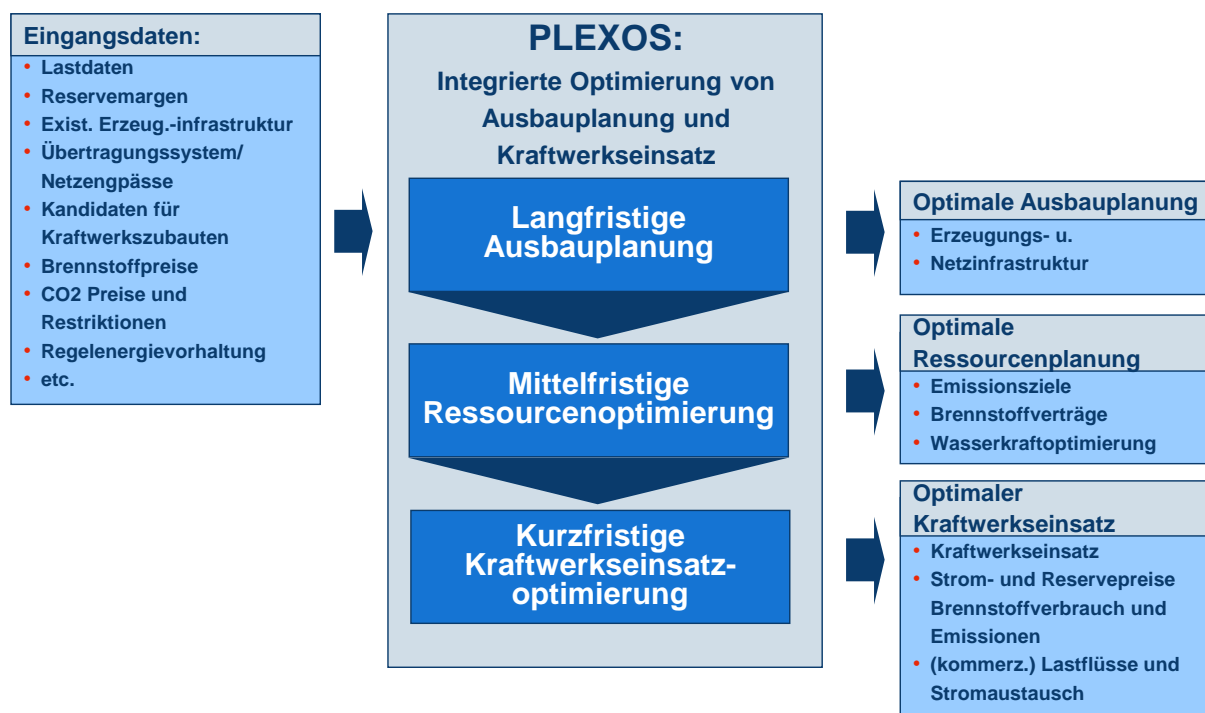 Eingangsdaten:
• Lastdaten
• Reservemargen
• Exist. Erzeug.-infrastruktur
• Übertragungssystem/
Netzengpässe
• Kandidaten für
Kraftwerkszubauten
• Brennstoffpreise
• CO2 Preise und
Restriktionen
• Regelenergievorhaltung
• etc.
PLEXOS:
Integrierte Optimierung von
Ausbauplanung und
Kraftwerkseinsatz
Langfristige
Ausbauplanung
Mittelfristige
Ressourcenoptimierung
Kurzfristige
Kraftwerkseinsatz-
optimierung
Optimale Ausbauplanung
• Erzeugungs- u.
• Netzinfrastruktur
Optimale
Ressourcenplanung
• Emissionsziele
• Brennstoffverträge
• Wasserkraftoptimierung
Optimaler
Kraftwerkseinsatz
• Kraftwerkseinsatz
• Strom- und Reservepreise
Brennstoffverbrauch und
Emissionen
• (kommerz.) Lastflüsse und
Stromaustausch